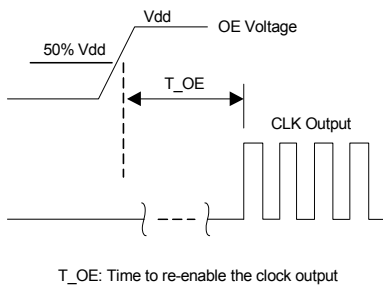 Vdd
OE Voltage
50% Vdd
T_OE
CLK Output
T_OE: Time to re-enable the clock output